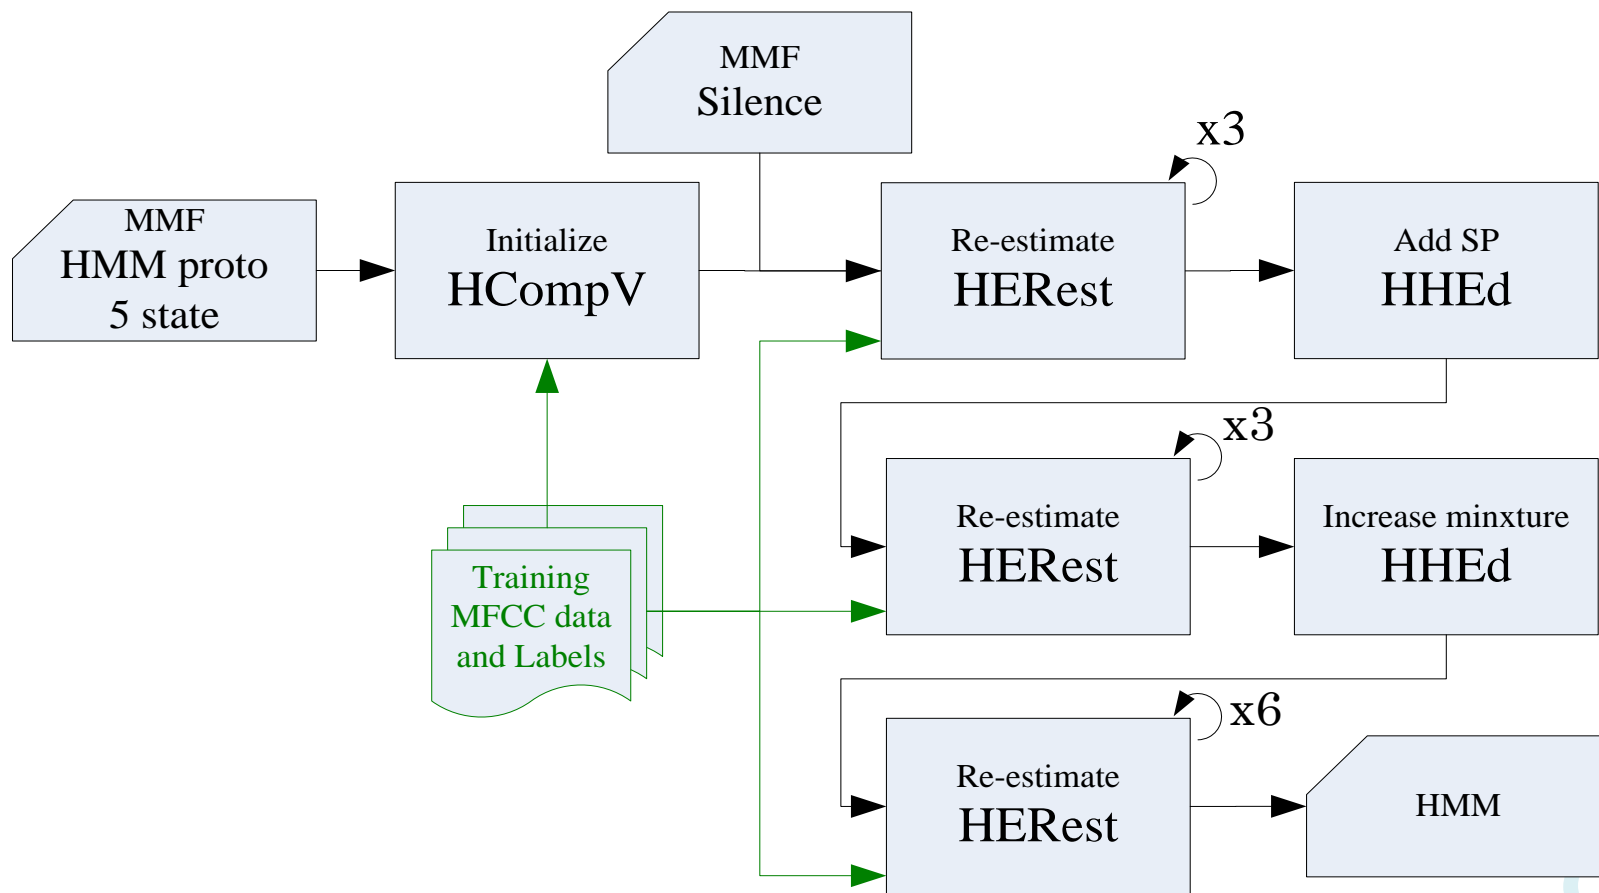 MMF
Silence
x3
MMF
HMM proto
5 state
Initialize
HCompV
Re-estimate
HERest
Add SP
HHEd
x3
Re-estimate
HERest
Increase minxture
HHEd
Training
MFCC data
and Labels
x6
Re-estimate
HERest
HMM